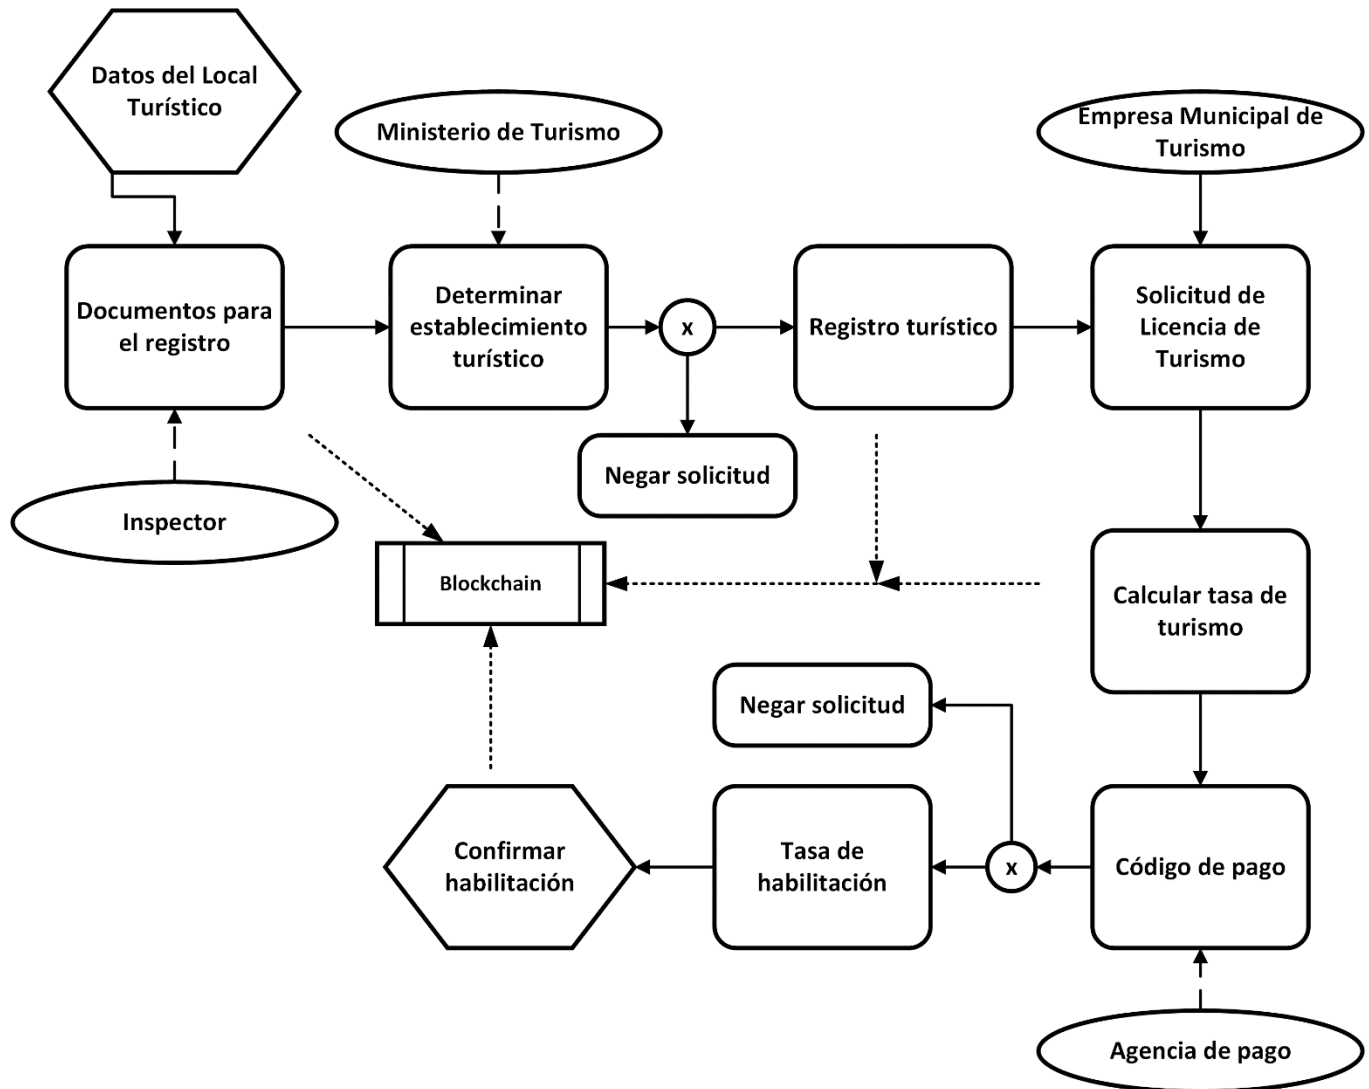 Datos del Local
Turístico
Ministerio de Turismo
Empresa Municipal de
Turismo
Documentos para
el registro
Determinar
establecimiento
turístico
x
Registro turístico
Solicitud de
Licencia de
Turismo
Negar solicitud
Inspector
Blockchain
Calcular tasa de
turismo
Negar solicitud
Confirmar
habilitación
Tasa de
habilitación
x
Código de pago
Agencia de pago